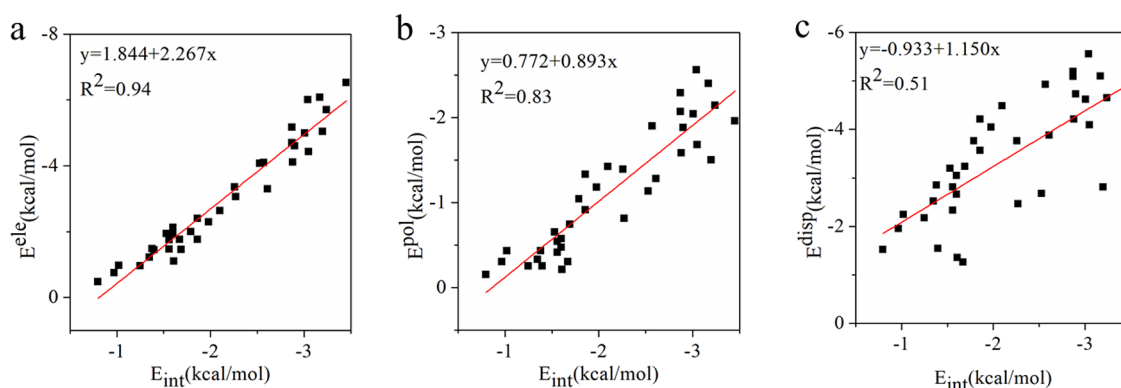 a
y=1.844+2.267x
R2=0.94
-8
-4
0
Eele(kcal/mol)
-1
-2
-3
Eint(kcal/mol)
b
y=0.772+0.893x
R2=0.83
-3
-2
-1
0
Epol(kcal/mol)
-1
-2
-3
Eint(kcal/mol)
c
y=-0.933+1.150x
R2=0.51
-6
-4
-2
0
Edisp(kcal/mol)
-1
-2
-3
Eint(kcal/mol)